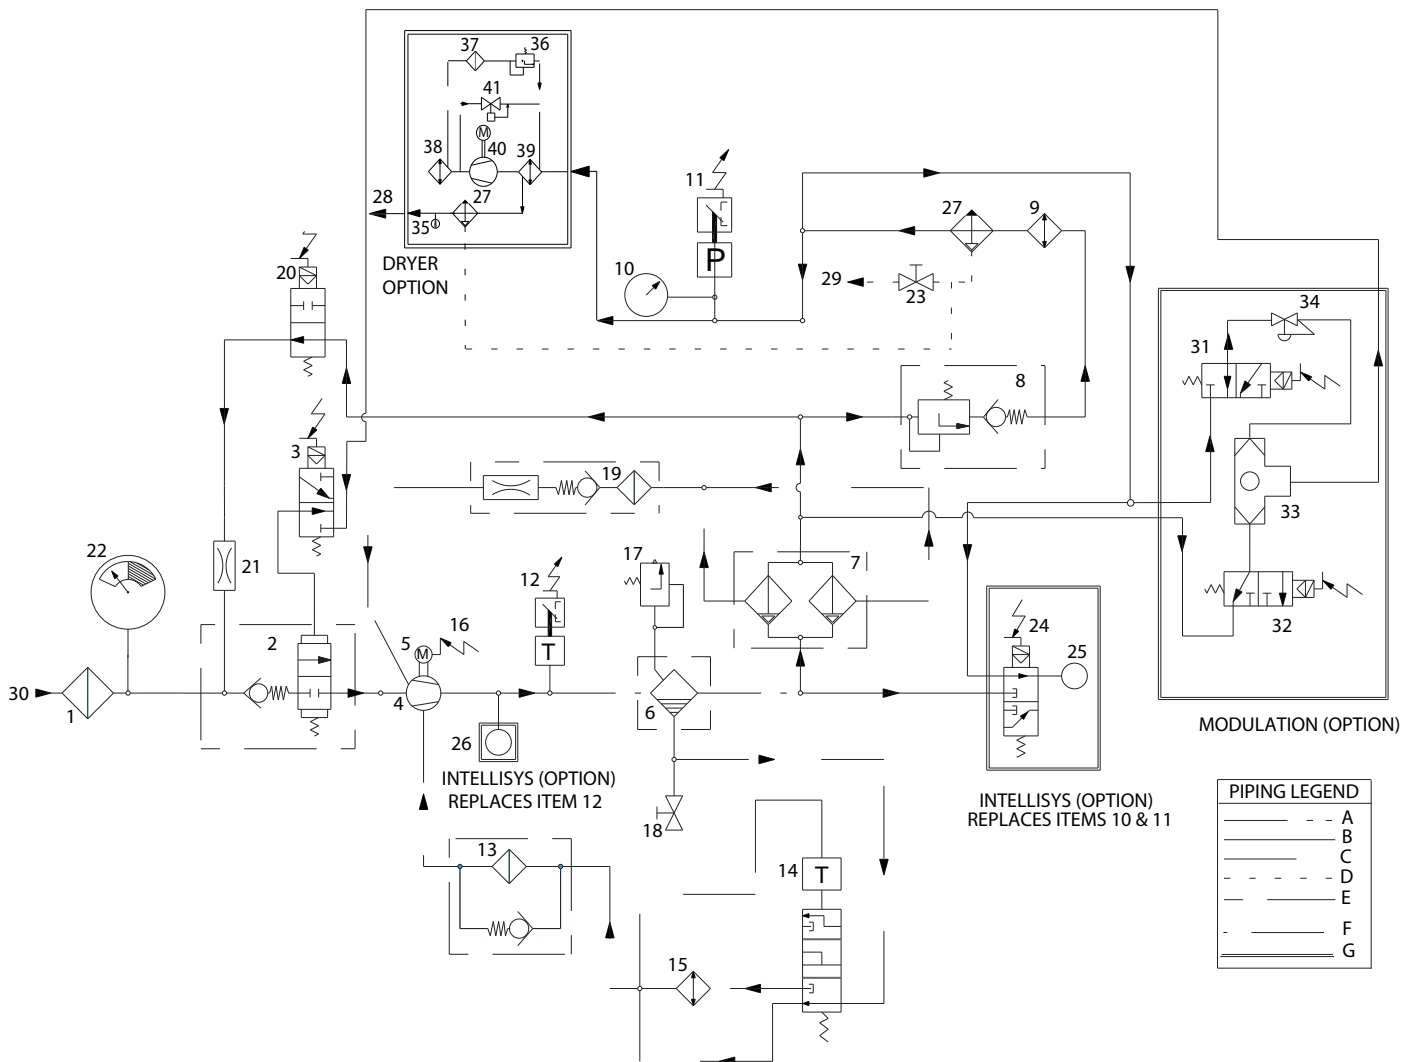 37
36
41
M
38
40
39
11
28
27
27
9
35
P
20
DRYER
OPTION
10
29
23
34
31
8
3
19
33
22
21
17
7
12
32
2
5
16
T
24
25
M
30
1
4
6
26
MODULATION (OPTION)
INTELLISYS (OPTION)
REPLACES ITEM 12
INTELLISYS (OPTION)
REPLACES ITEMS 10 & 11
18
PIPING LEGEND
A
B
C
D
E
F
G
13
14
T
15